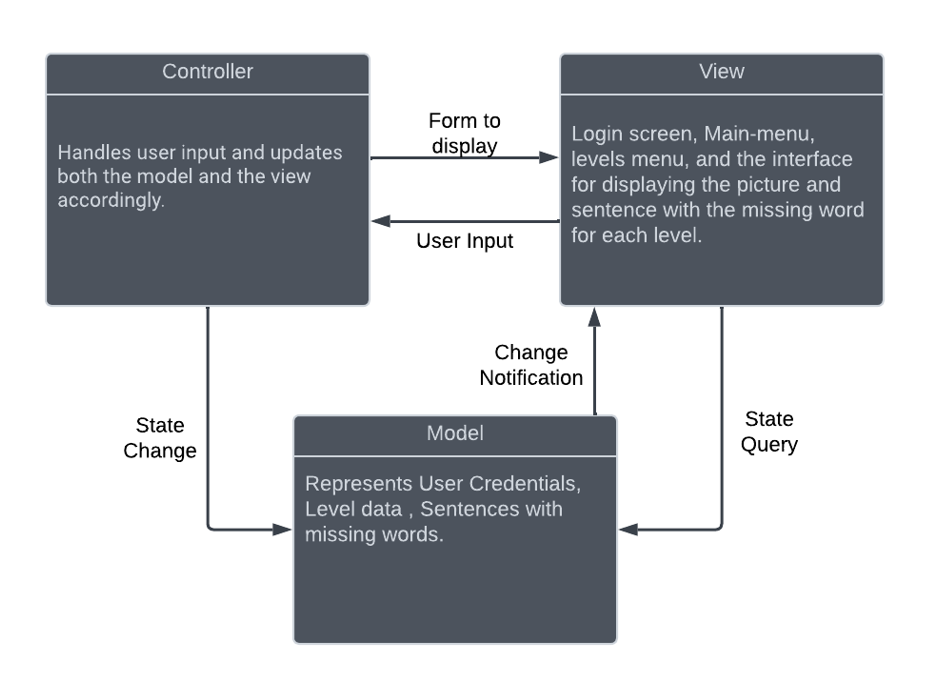 Controller
Handles user input and updates
both the model and the view
accordingly.
Form to
display
User Input
View
Login screen, Main-menu,
levels menu, and the interface
for displaying the picture and
sentence with the missing word
for each level.
Change
Notification
State
Change
State
Query
Model
Represents User Credentials,
Level data , Sentences with
missing words.